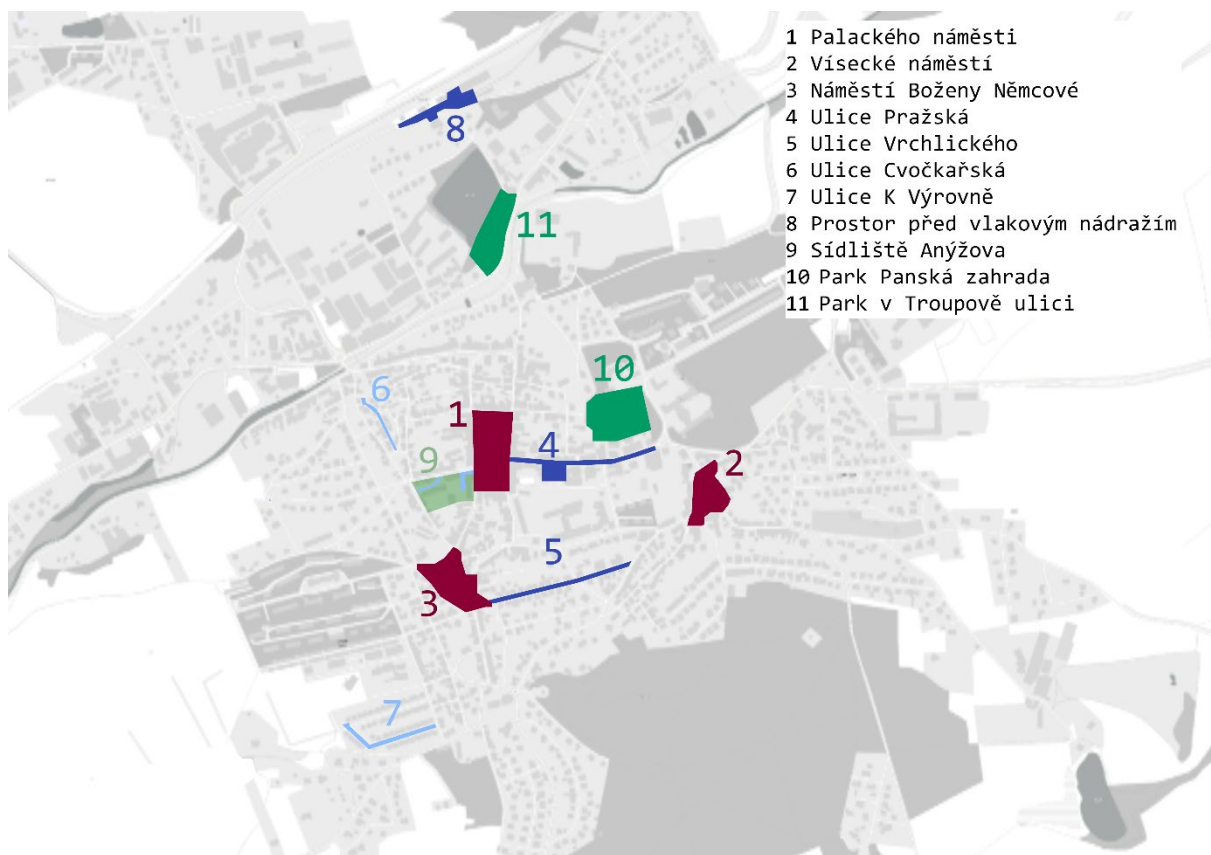 1 Palackého náměsti
2 Vísecké náměstí
3 Náměstí Boženy Němcové
4 Ulice Pražská
5 Ulice Vrchlického
6 Ulice Cvočkařská
7 Ulice K Výrovně
8 Prostor před vlakovým nádražím
9 Sídliště Anýžova
10 Park Panská zahrada
11 Park v Troupově ulici
8
11
10
6
1
4
9
2
5
3
7